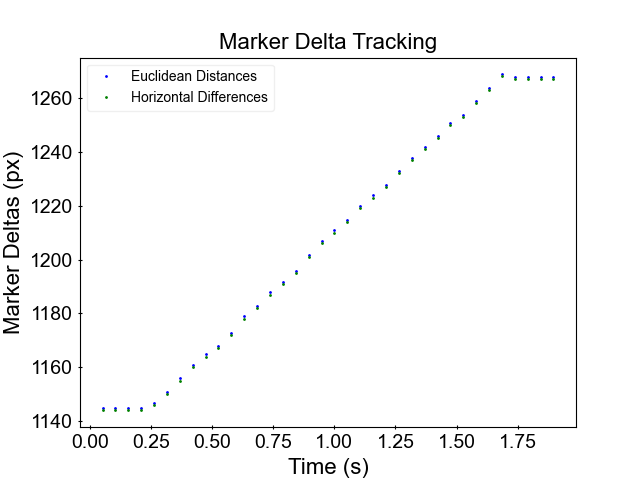 Marker Delta Tracking
Euclidean Distances
Horizontal Differences
Marker Deltas (px)
1260
1240
1220
1200
1180
1160
1140
0.00 0.25 0.50 0.75 1.00 1.25 1.50 1.75
Time (s)